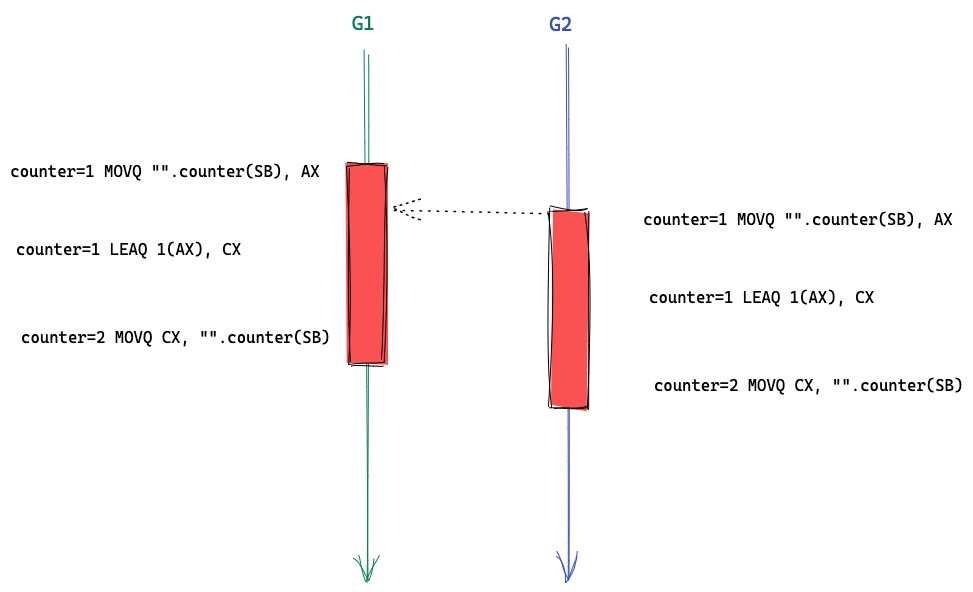 G1
G2
counter=1 MOVQ "".counter(SB), AX
counter=1 MOVQ "".counter(SB), AX
counter=1 LEAQ 1(AX), CX
counter=1 LEAQ 1(AX), CX
counter=2 MOVQ CX, "".counter(SB)
counter=2 MOVQ CX, "".counter(SB)